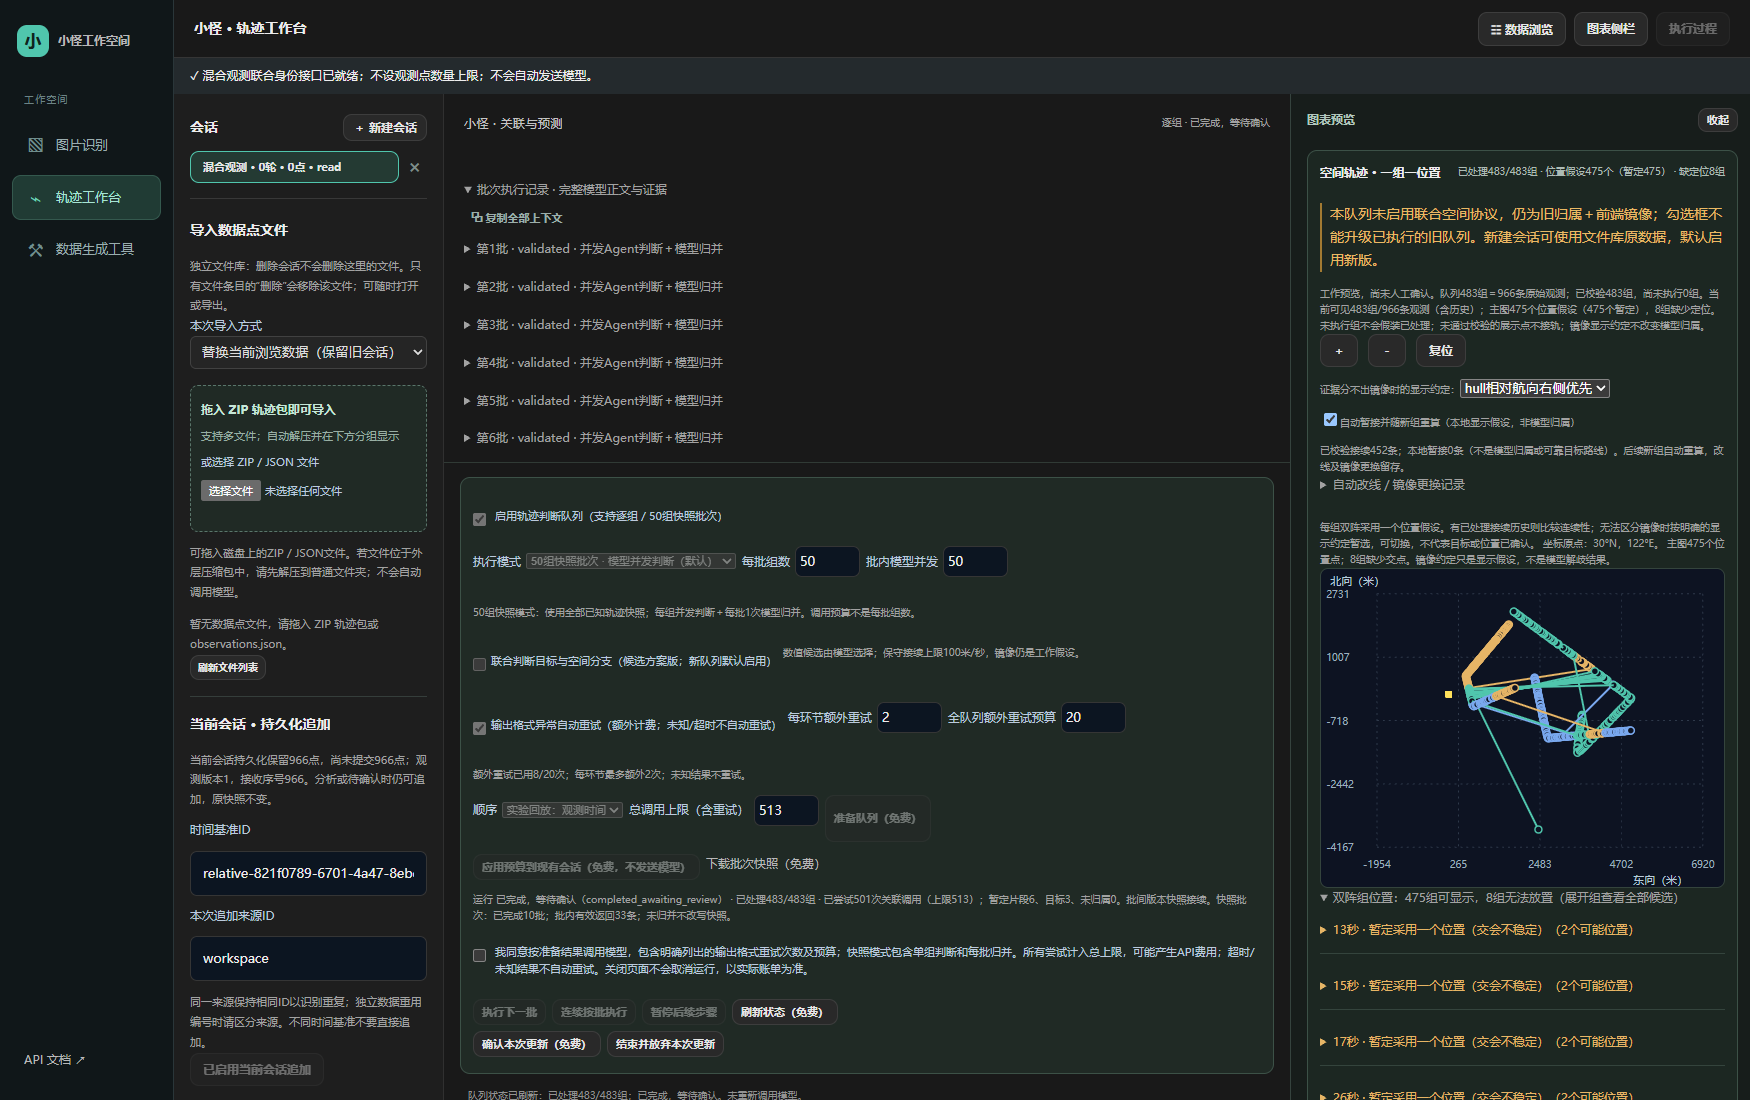 小 小怪工作空间
工作空间
图片识别
轨迹工作台
数据生成工具
API 文档 ↗
小怪 • 轨迹工作台
☷ 数据浏览
图表侧栏
执行过程
✓ 混合观测联合身份接口已就绪；不设观测点数量上限；不会自动发送模型。
会话
+ 新建会话
混合观测 • 0轮 • 0点 • read ×
导入数据点文件
独立文件库：删除会话不会删除这里的文件。只
有文件条目的“删除”会移除该文件；可随时打开
或导出。
本次导入方式
替换当前浏览数据（保留旧会话）
拖入 ZIP 轨迹包即可导入
支持多文件；自动解压并在下方分组显示
或选择 ZIP / JSON 文件
选择文件 未选择任何文件
可拖入磁盘上的ZIP / JSON文件。若文件位于外
层压缩包中，请先解压到普通文件夹；不会自动
调用模型。
暂无数据点文件，请拖入 ZIP 轨迹包或
observations.json。
刷新文件列表
当前会话 • 持久化追加
当前会话持久化保留966点，尚未提交966点；观
测版本1，接收序号966。分析或待确认时仍可追
加，原快照不变。
时间基准ID
relative-821f0789-6701-4a47-8eb
本次追加来源ID
workspace
同一来源保持相同ID以识别重复；独立数据重用
编号时请区分来源。不同时间基准不要直接追
加。
已启用当前会话追加
小怪 · 关联与预测
逐组 · 已完成，等待确认
▼ 批次执行记录 · 完整模型正文与证据
复制全部上下文
▶ 第1批 · validated · 并发Agent判断 + 模型归并
▶ 第2批 · validated · 并发Agent判断 + 模型归并
▶ 第3批 · validated · 并发Agent判断 + 模型归并
▶ 第4批 · validated · 并发Agent判断 + 模型归并
▶ 第5批 · validated · 并发Agent判断 + 模型归并
▶ 第6批 · validated · 并发Agent判断 + 模型归并
启用轨迹判断队列（支持逐组 / 50组快照批次）
执行模式 50组快照批次 · 模型并发判断（默认） 每批组数 50 批内模型并发 50
50组快照模式：使用全部已知轨迹快照；每组并发判断 + 每批1次模型归并。调用预算不是每批组数。
联合判断目标与空间分支（候选方案版；新队列默认启用） 数值候选由模型选择；保守接续上限100米/秒，镜像仍是工作假设。
输出格式异常自动重试（额外计费；未知/超时不自动重试） 每环节额外重试 2 全队列额外重试预算 20
额外重试已用8/20次；每环节最多额外2次；未知结果不重试。
顺序 实验回放：观测时间 总调用上限（含重试） 513 准备队列（免费）
应用预算到现有会话（免费，不发送模型） 下载批次快照（免费）
运行 已完成，等待确认（completed_awaiting_review） · 已处理483/483组 · 已尝试501次关联调用（上限513）；暂定片段6、目标3、未归属0。批间版本快照接续。快照批
次：已完成10批；批内有效返回33条；未归并不改写快照。
我同意按准备结果调用模型，包含明确列出的输出格式重试次数及预算；快照模式包含单组判断和每批归并。所有尝试计入总上限，可能产生API费用；超时/
未知结果不自动重试。关闭页面不会取消运行，以实际账单为准。
执行下一批 连续按批执行 暂停后续步骤 刷新状态（免费）
确认本次更新（免费） 结束并放弃本次更新
队列状态已刷新：已处理483/483组；已完成，等待确认。未重新调用模型。
图表预览
收起
空间轨迹 • 一组一位置 已处理483/483组 · 位置假设475个（暂定475） · 缺定位8组
本队列未启用联合空间协议，仍为旧归属 + 前端镜像；勾选框不
能升级已执行的旧队列。新建会话可使用文件库原数据，默认启
用新版。
工作预览，尚未人工确认。队列483组 = 966条原始观测；已校验483组，尚未执行0组。当
前可见483组/966条观测（含历史）；主图475个位置假设（475个暂定），8组缺少定位。
未执行组不会假装已处理；未通过校验的展示点不接轨；镜像显示约定不改变模型归属。
+ - 复位
证据分不出镜像时的显示约定： hull相对航向右侧优先
自动暂接并随新组重算（本地显示假设，非模型归属）
已校验接续452条；本地暂接0条（不是模型归属或可靠目标路线）。后续新组自动重算，改
线及镜像更换留存。
▶ 自动改线 / 镜像更换记录
每组双阵采用一个位置假设。有已处理接续历史则比较连续性；无法区分镜像时按明确的显
示约定暂选，可切换，不代表目标或位置已确认。 坐标原点：30°N，122°E。 主图475个位
置点；8组缺少交点。镜像约定只是显示假设，不是模型解歧结果。
北向（米）
2731
1007
-718
-2442
-4167
-1954 265 2483 4702 6920
东向（米）
▼ 双阵组位置：475组可显示，8组无法放置（展开组查看全部候选）
▶ 13秒 · 暂定采用一个位置（交会不稳定）（2个可能位置）
▶ 15秒 · 暂定采用一个位置（交会不稳定）（2个可能位置）
▶ 17秒 · 暂定采用一个位置（交会不稳定）（2个可能位置）
▶ 26秒 · 暂定采用一个位置（交会不稳定）（2个可能位置）